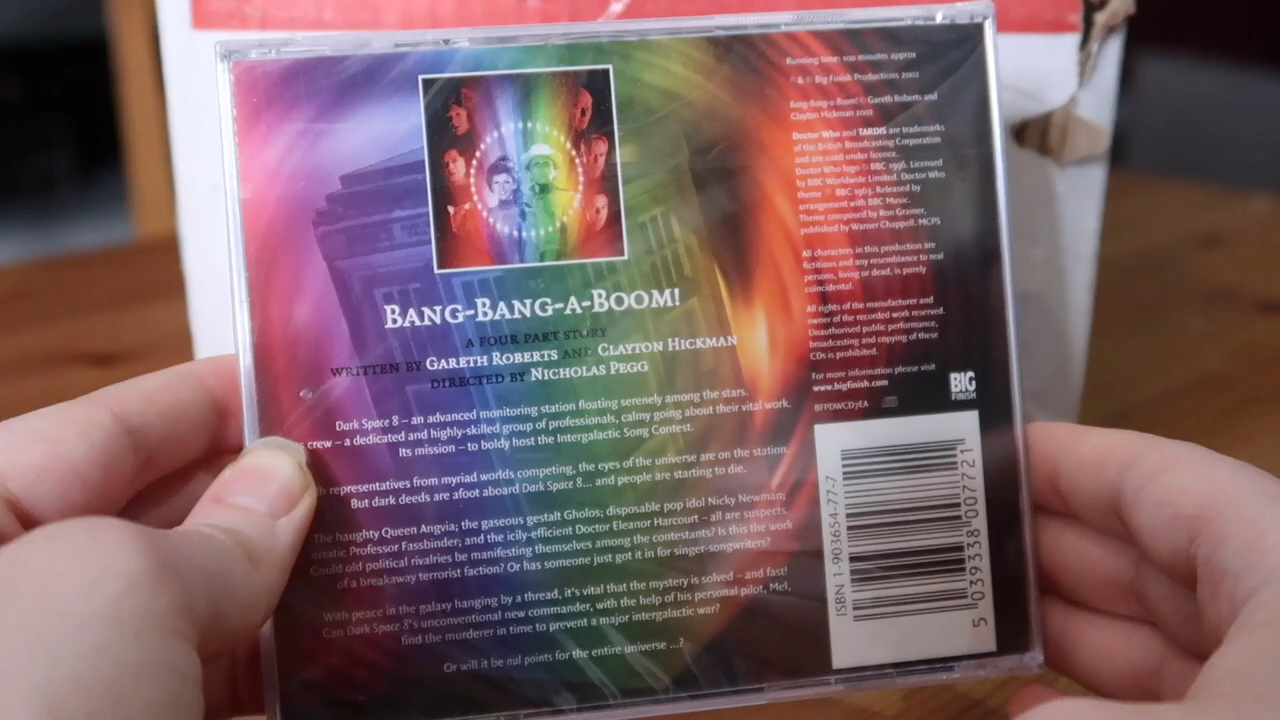 BANG-BANG-A-BOOM!
A FOUR PART STORY
WRITTEN BY GARETH ROBERTS AND CLAYTON HICKMAN
DIRECTED BY NICHOLAS PEGG
Dark Space 8 – an advanced monitoring station floating serenely among the stars.
crew – a dedicated and highly-skilled group of professionals, calmy going about their vital work.
Its mission – to boldy host the Intergalactic Song Contest.
representatives from myriad worlds competing, the eyes of the universe are on the station.
But dark deeds are afoot aboard Dark Space 8... and people are starting to die.
The haughty Queen Angvia; the gaseous gestalt Gholos; disposable pop idol Nicky Newman;
erratic Professor Fassbinder; and the icily-efficient Doctor Eleanor Harcourt – all are suspects.
Could old political rivalries be manifesting themselves among the contestants? Is this the work
of a breakaway terrorist faction? Or has someone just got it in for singer-songwriters?
With peace in the galaxy hanging by a thread, it's vital that the mystery is solved – and fast!
Can Dark Space 8's unconventional new commander, with the help of his personal pilot, Mel,
find the murderer in time to prevent a major intergalactic war?
Or will it be nul points for the entire universe ...?
Running time: 100 minutes approx
℗ & © Big Finish Productions 2002
Bang-Bang-a-Boom! © Gareth Roberts and
Clayton Hickman 2002
Doctor Who and TARDIS are trademarks
of the British Broadcasting Corporation
and are used under licence.
Doctor Who logo © BBC 1996. Licensed
by BBC Worldwide Limited. Doctor Who
theme ℗ BBC 1963. Released by
arrangement with BBC Music.
Theme composed by Ron Grainer,
published by Warner Chappell. MCPS
All characters in this production are
fictitious and any resemblance to real
persons, living or dead, is purely
coincidental.
All rights of the manufacturer and
owner of the recorded work reserved.
Unauthorised public performance,
broadcasting and copying of these
CDs is prohibited.
For more information please visit
www.bigfinish.com
BFPDWCD7EA
BIG
FINISH
ISBN 1-903654-77-7
5 039338 007721